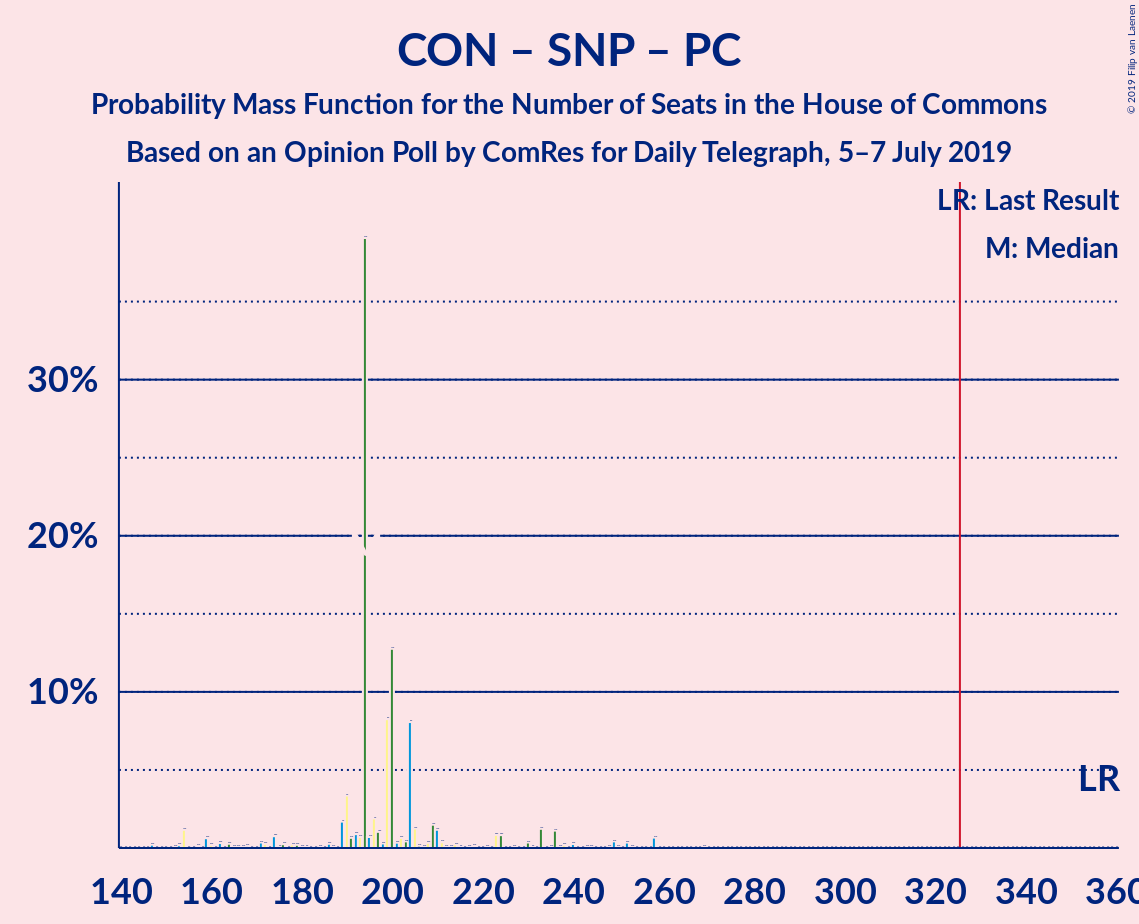 CON – SNP – PC
Probability Mass Function for the Number of Seats in the House of Commons
Based on an Opinion Poll by ComRes for Daily Telegraph, 5–7 July 2019
© 2019 Filip van Laenen
LR: Last Result
M: Median
30%
20%
10%
LR
140 160 180 200 220 240 260 280 300 320 340 360